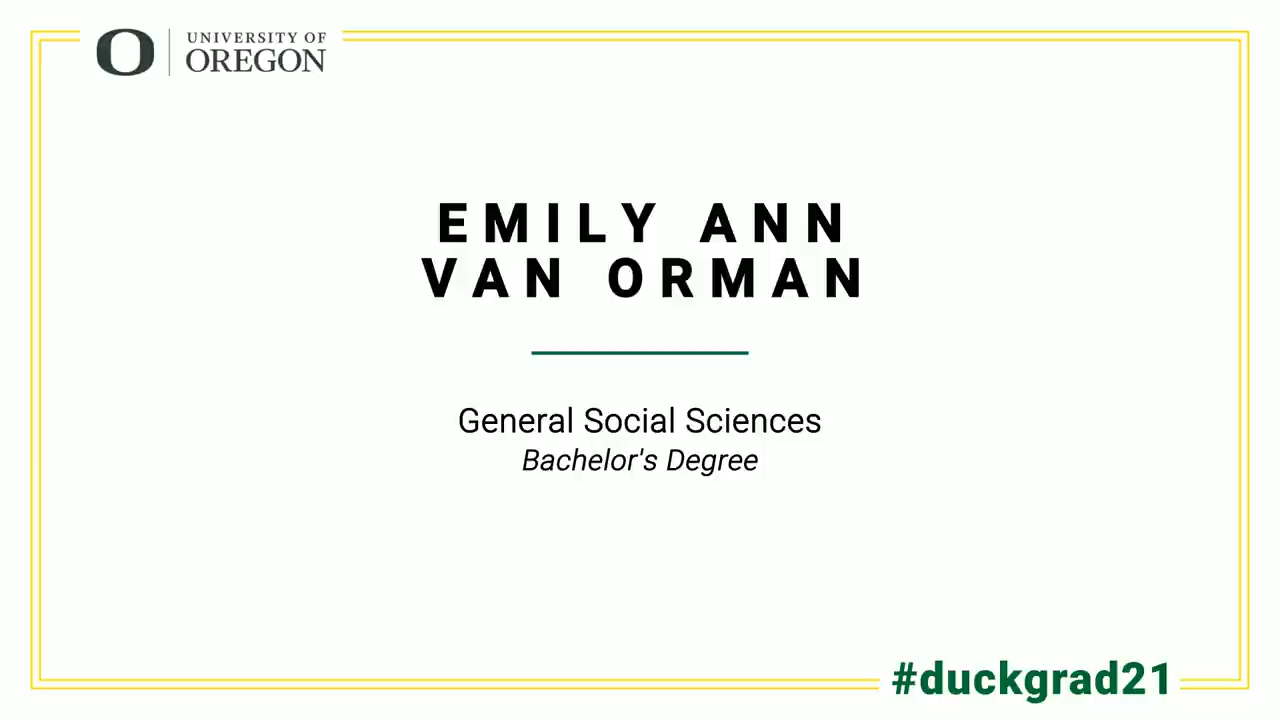 UNIVERSITY OF
OREGON
EMILY ANN
VAN ORMAN
General Social Sciences
Bachelor's Degree
#duckgrad21